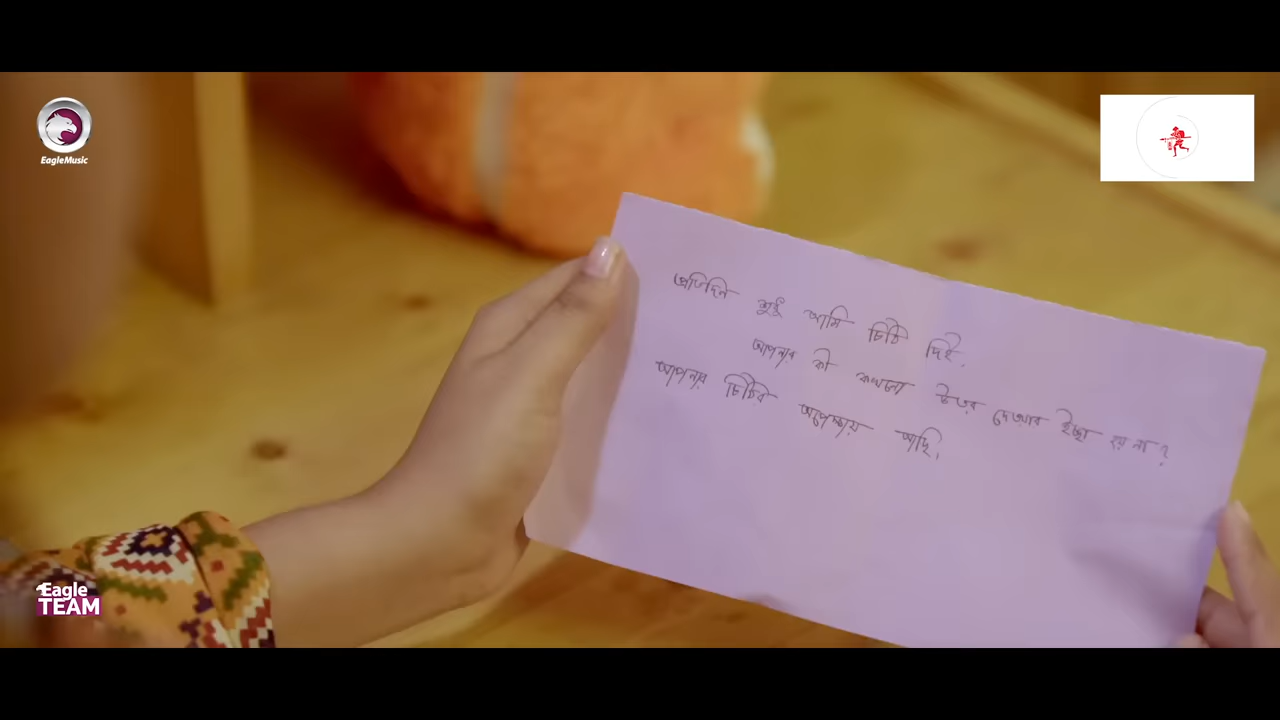 EagleMusic
প্রতিদিন শুধু আমি চিঠি দিই.
আপনার কী কখনো উত্তর দেওয়ার ইচ্ছা হয় না?
আপনার চিঠির অপেক্ষায় আছি।
Eagle
TEAM